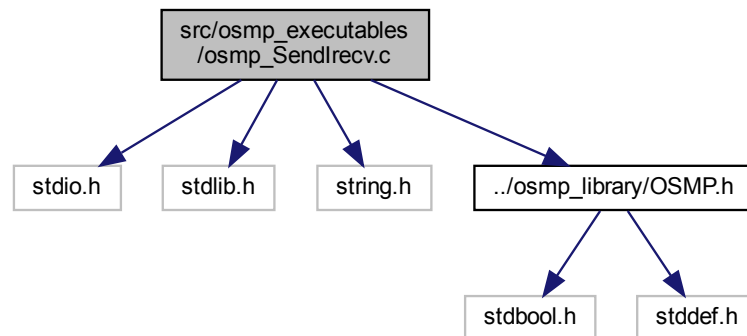 src/osmp_executables
/osmp_SendIrecv.c
stdio.h
stdlib.h
string.h
../osmp_library/OSMP.h
stdbool.h
stddef.h